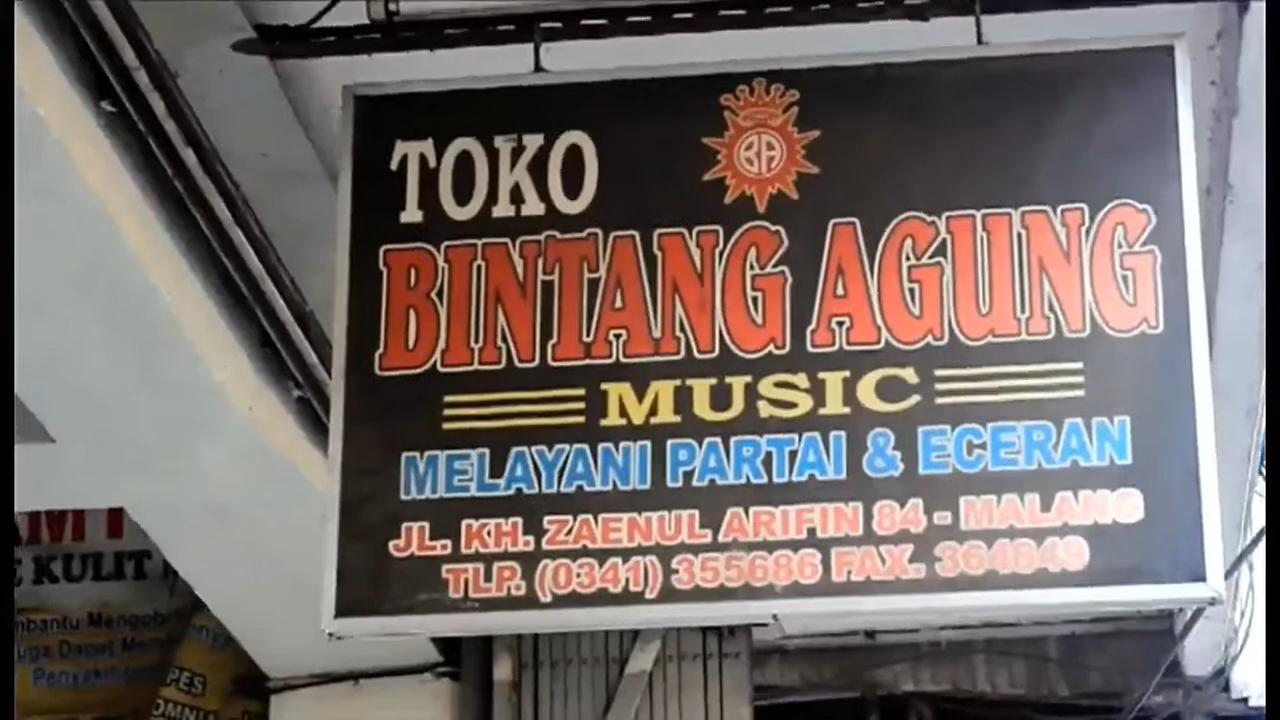 BA
TOKO
BINTANG AGUNG
MUSIC
MELAYANI PARTAI & ECERAN
JL. KH. ZAENUL ARIFIN 84 - MALANG
TLP. (0341) 355686 FAX. 364849
KULIT